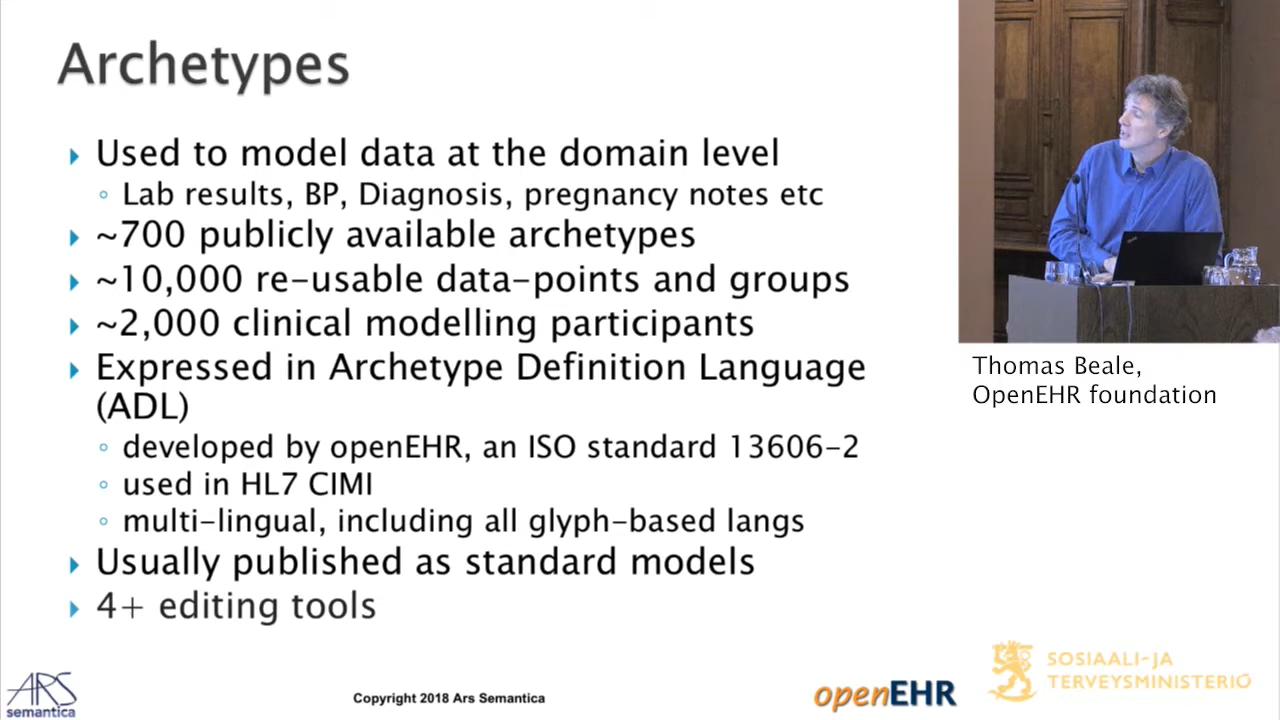 Archetypes
Used to model data at the domain level
Lab results, BP, Diagnosis, pregnancy notes etc
~700 publicly available archetypes
~10,000 re-usable data-points and groups
~2,000 clinical modelling participants
Expressed in Archetype Definition Language
(ADL)
developed by openEHR, an ISO standard 13606-2
used in HL7 CIMI
multi-lingual, including all glyph-based langs
Usually published as standard models
4+ editing tools
Thomas Beale,
OpenEHR foundation
ARS
semantica
Copyright 2018 Ars Semantica
openEHR
SOSIAALI-JA
TERVEYSMINISTERIÖ